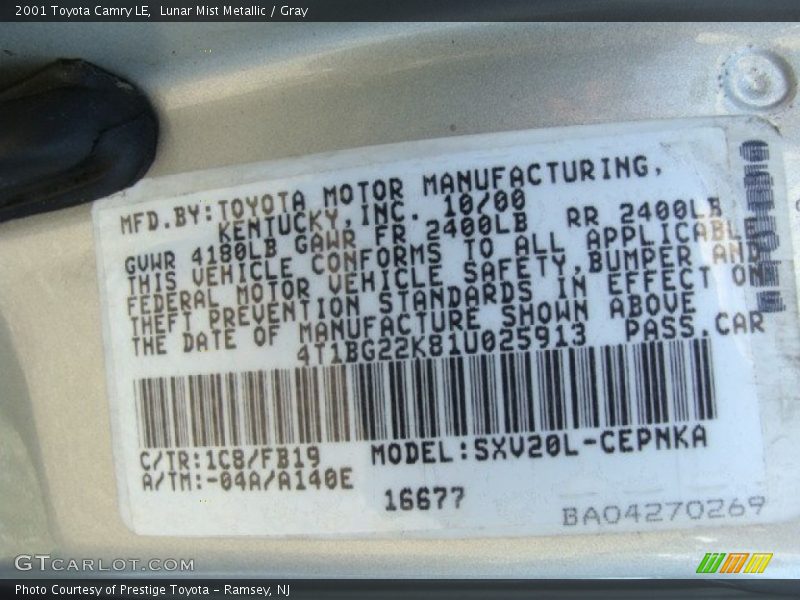 2001 Toyota Camry LE,  Lunar Mist Metallic / Gray
MFD.BY:TOYOTA MOTOR MANUFACTURING,
KENTUCKY,INC. 10/00
GVWR 4180LB GAWR FR 2400LB RR 2400LB
THIS VEHICLE CONFORMS TO ALL APPLICABLE
FEDERAL MOTOR VEHICLE SAFETY,BUMPER AND
THEFT PREVENTION STANDARDS IN EFFECT ON
THE DATE OF MANUFACTURE SHOWN ABOVE
4T1BG22K81U025913 PASS.CAR
C/TR:1C8/FB19 MODEL:SXV20L-CEPNKA
A/TM:-04A/A140E
16677
BA04270269
GTCARLOT.COM
Photo Courtesy of Prestige Toyota - Ramsey, NJ